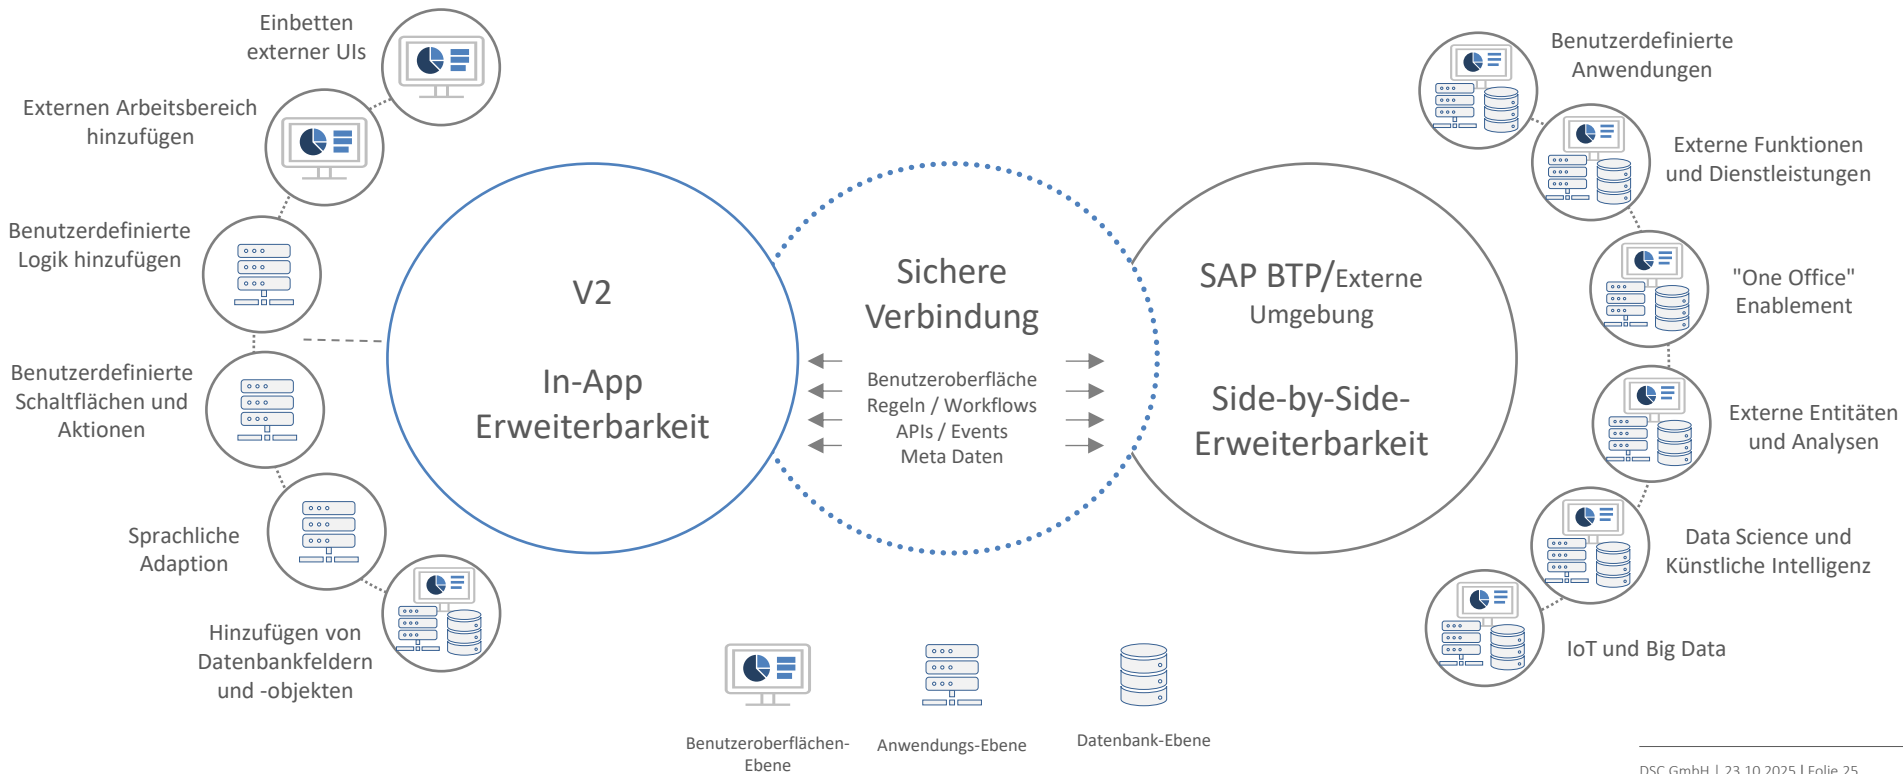 Einbetten
externer UIs
Externen Arbeitsbereich
hinzufügen
Benutzerdefinierte
Logik hinzufügen
Benutzerdefinierte
Schaltflächen und
Aktionen
Sprachliche
Adaption
Hinzufügen von
Datenbankfeldern
und -objekten
V2
In-App
Erweiterbarkeit
Sichere
Verbindung
Benutzeroberfläche
Regeln / Workflows
APIs / Events
Meta Daten
SAP BTP/Externe
Umgebung
Side-by-Side-
Erweiterbarkeit
Benutzerdefinierte
Anwendungen
Externe Funktionen
und Dienstleistungen
"One Office"
Enablement
Externe Entitäten
und Analysen
Data Science und
Künstliche Intelligenz
IoT und Big Data
Benutzeroberflächen-
Ebene
Anwendungs-Ebene
Datenbank-Ebene
DSC GmbH | 23.10.2025 | Folie 25